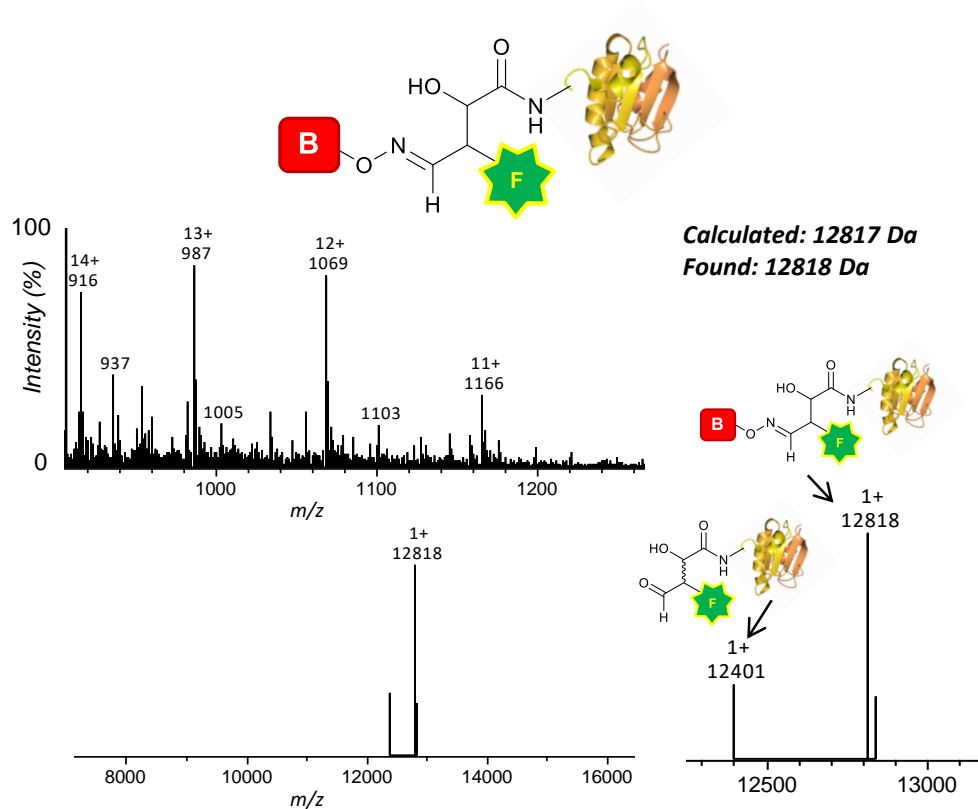 O
HO
N
H
B
O
N
H
F
Calculated: 12817 Da
Found: 12818 Da
100
Intensity (%)
0
14+
916
937
13+
987
1005
12+
1069
1103
11+
1166
1000
1100
1200
m/z
O
HO
N
H
B
O
N
H
F
1+
12818
O
HO
N
H
O
H
F
1+
12401
12500
13000
1+
12818
8000
10000
12000
14000
16000
m/z